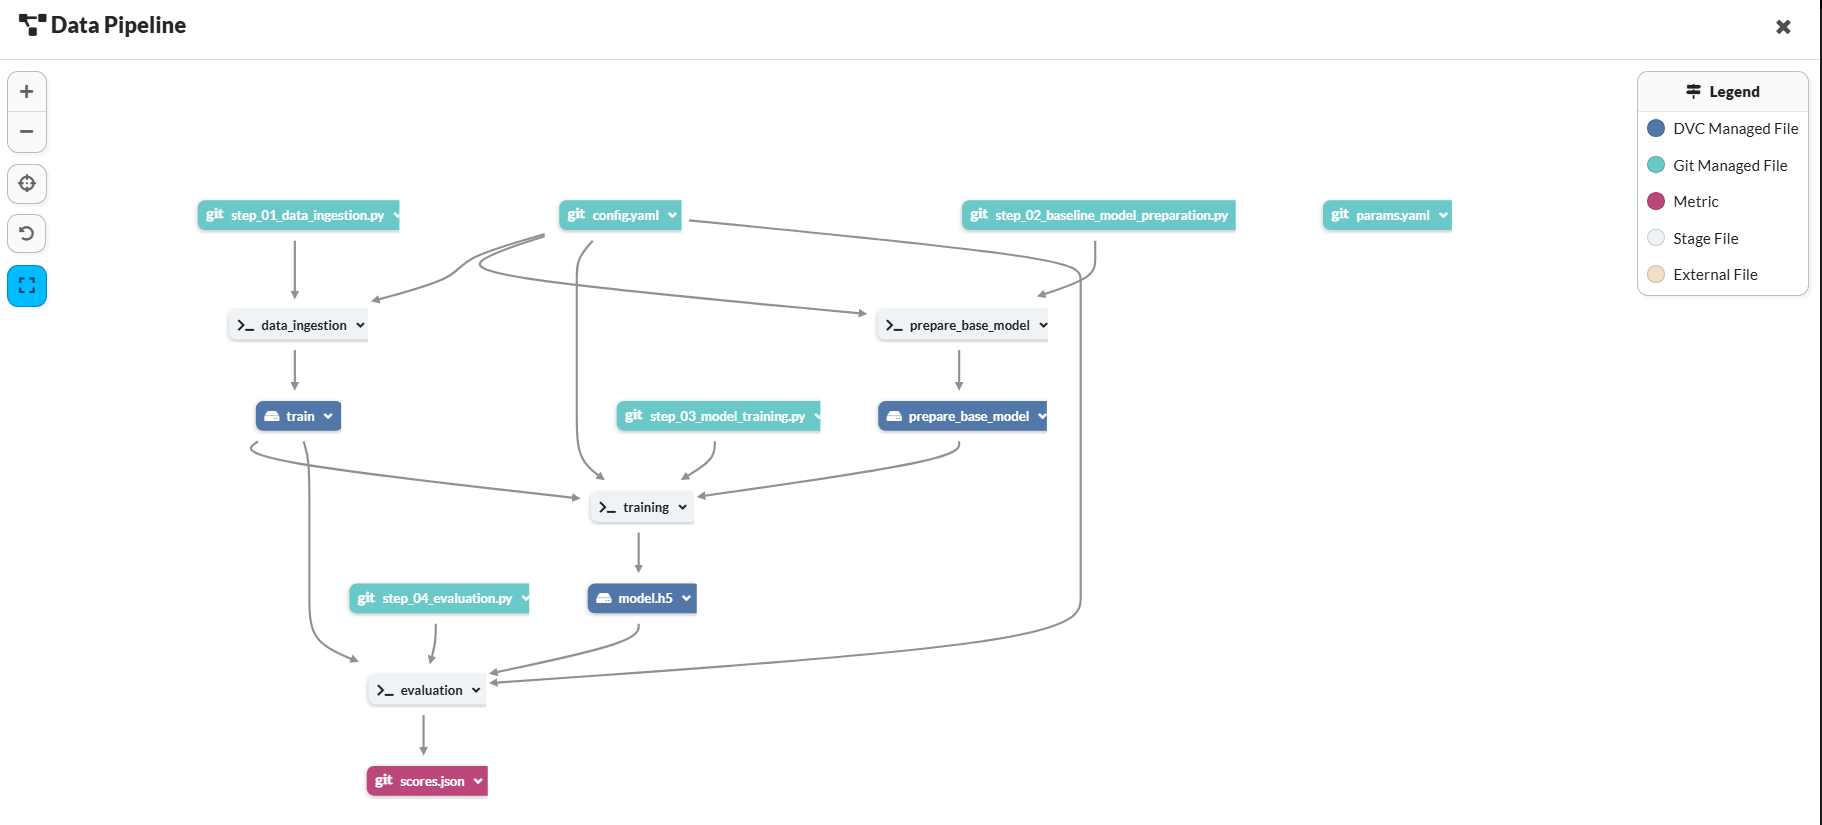 Data Pipeline
Legend
DVC Managed File
Git Managed File
Metric
Stage File
External File
git step_01_data_ingestion.py
git config.yaml
git step_02_baseline_model_preparation.py
git params.yaml
>_ data_ingestion
>_ prepare_base_model
train
git step_03_model_training.py
prepare_base_model
>_ training
git step_04_evaluation.py
model.h5
>_ evaluation
git scores.json